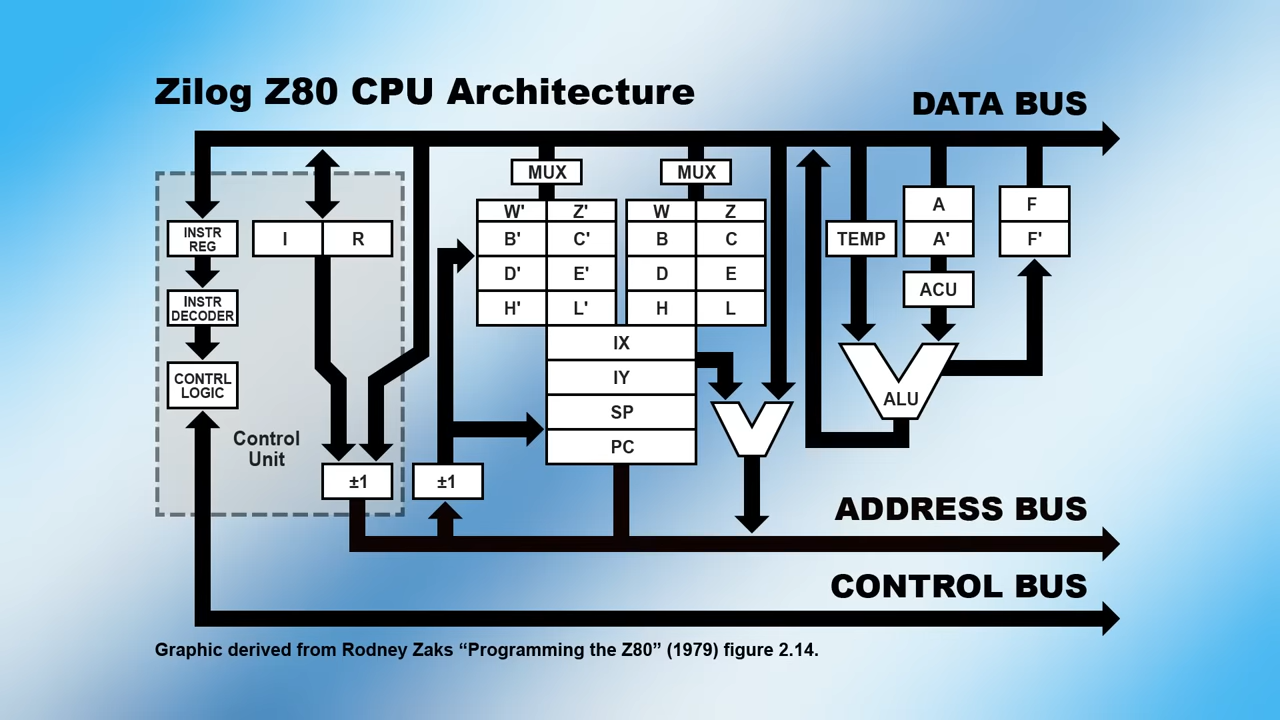 Zilog Z80 CPU Architecture
DATA BUS
MUX
MUX
W' Z'
W Z
B' C'
B C
D' E'
D E
H' L'
H L
IX
IY
SP
PC
INSTR
REG
I R
INSTR
DECODER
CONTRL
LOGIC
Control
Unit
±1
±1
TEMP
A
A'
ACU
F
F'
ALU
ADDRESS BUS
CONTROL BUS
Graphic derived from Rodney Zaks “Programming the Z80” (1979) figure 2.14.